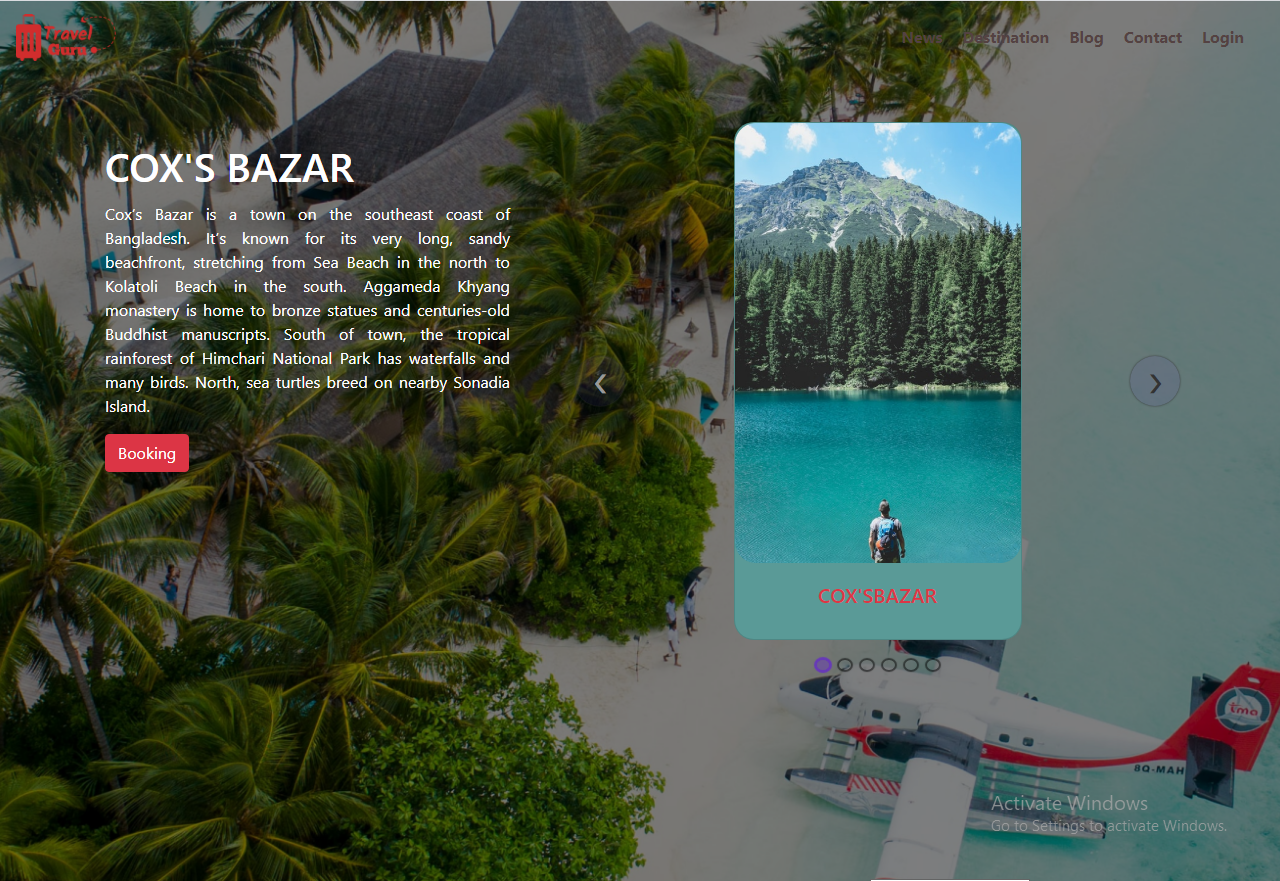 Travel
Guru
News Destination Blog Contact Login
COX'S BAZAR
Cox's Bazar is a town on the southeast coast of
Bangladesh. It's known for its very long, sandy
beachfront, stretching from Sea Beach in the north to
Kolatoli Beach in the south. Aggameda Khyang
monastery is home to bronze statues and centuries-old
Buddhist manuscripts. South of town, the tropical
rainforest of Himchari National Park has waterfalls and
many birds. North, sea turtles breed on nearby Sonadia
Island.
Booking
COX'SBAZAR
tma
8Q-MAH
Activate Windows
Go to Settings to activate Windows.